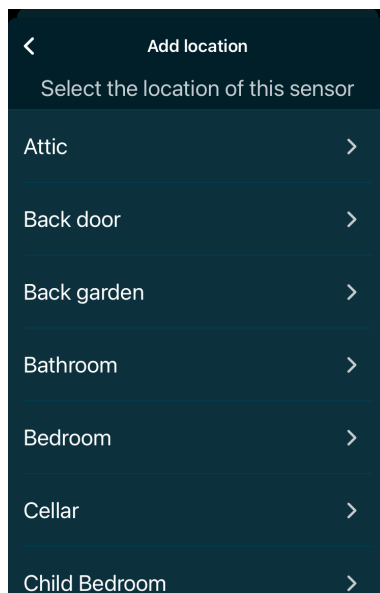 Add location
Select the location of this sensor
Attic
Back door
Back garden
Bathroom
Bedroom
Cellar
Child Bedroom